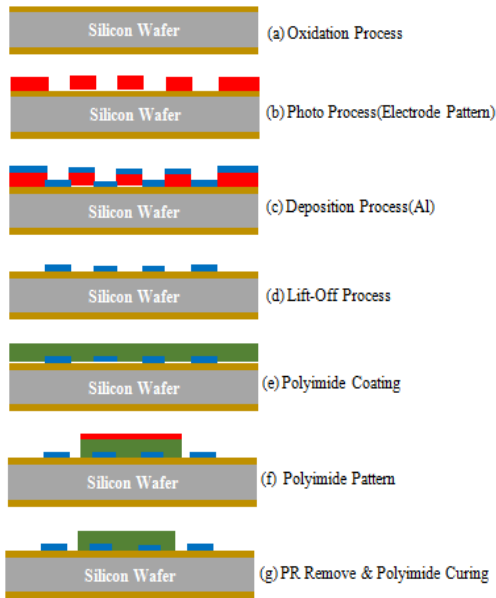 Silicon Wafer
(a) Oxidation Process
Silicon Wafer
(b) Photo Process(Electrode Pattern)
Silicon Wafer
(c) Deposition Process(Al)
Silicon Wafer
(d) Lift-Off Process
Silicon Wafer
(e) Polyimide Coating
Silicon Wafer
(f) Polyimide Pattern
Silicon Wafer
(g) PR Remove & Polyimide Curing